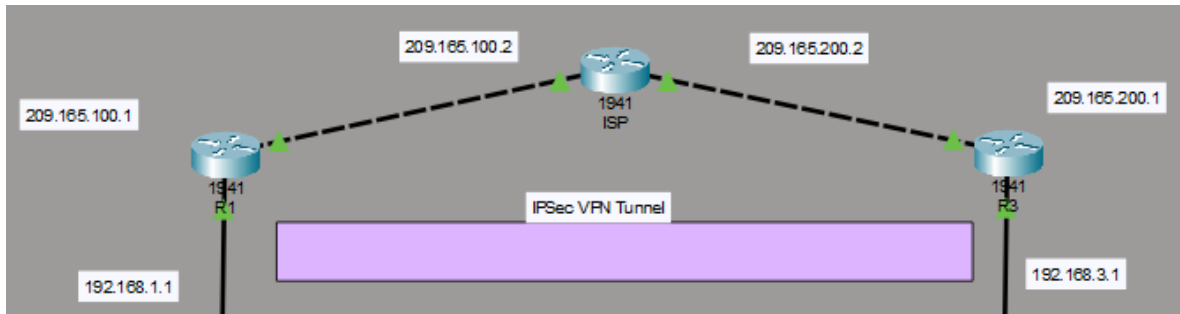 209.165.100.2
209.165.200.2
1941
ISP
209.165.100.1
209.165.200.1
1941
R1
1941
R3
IPSec VPN Tunnel
192.168.1.1
192.168.3.1